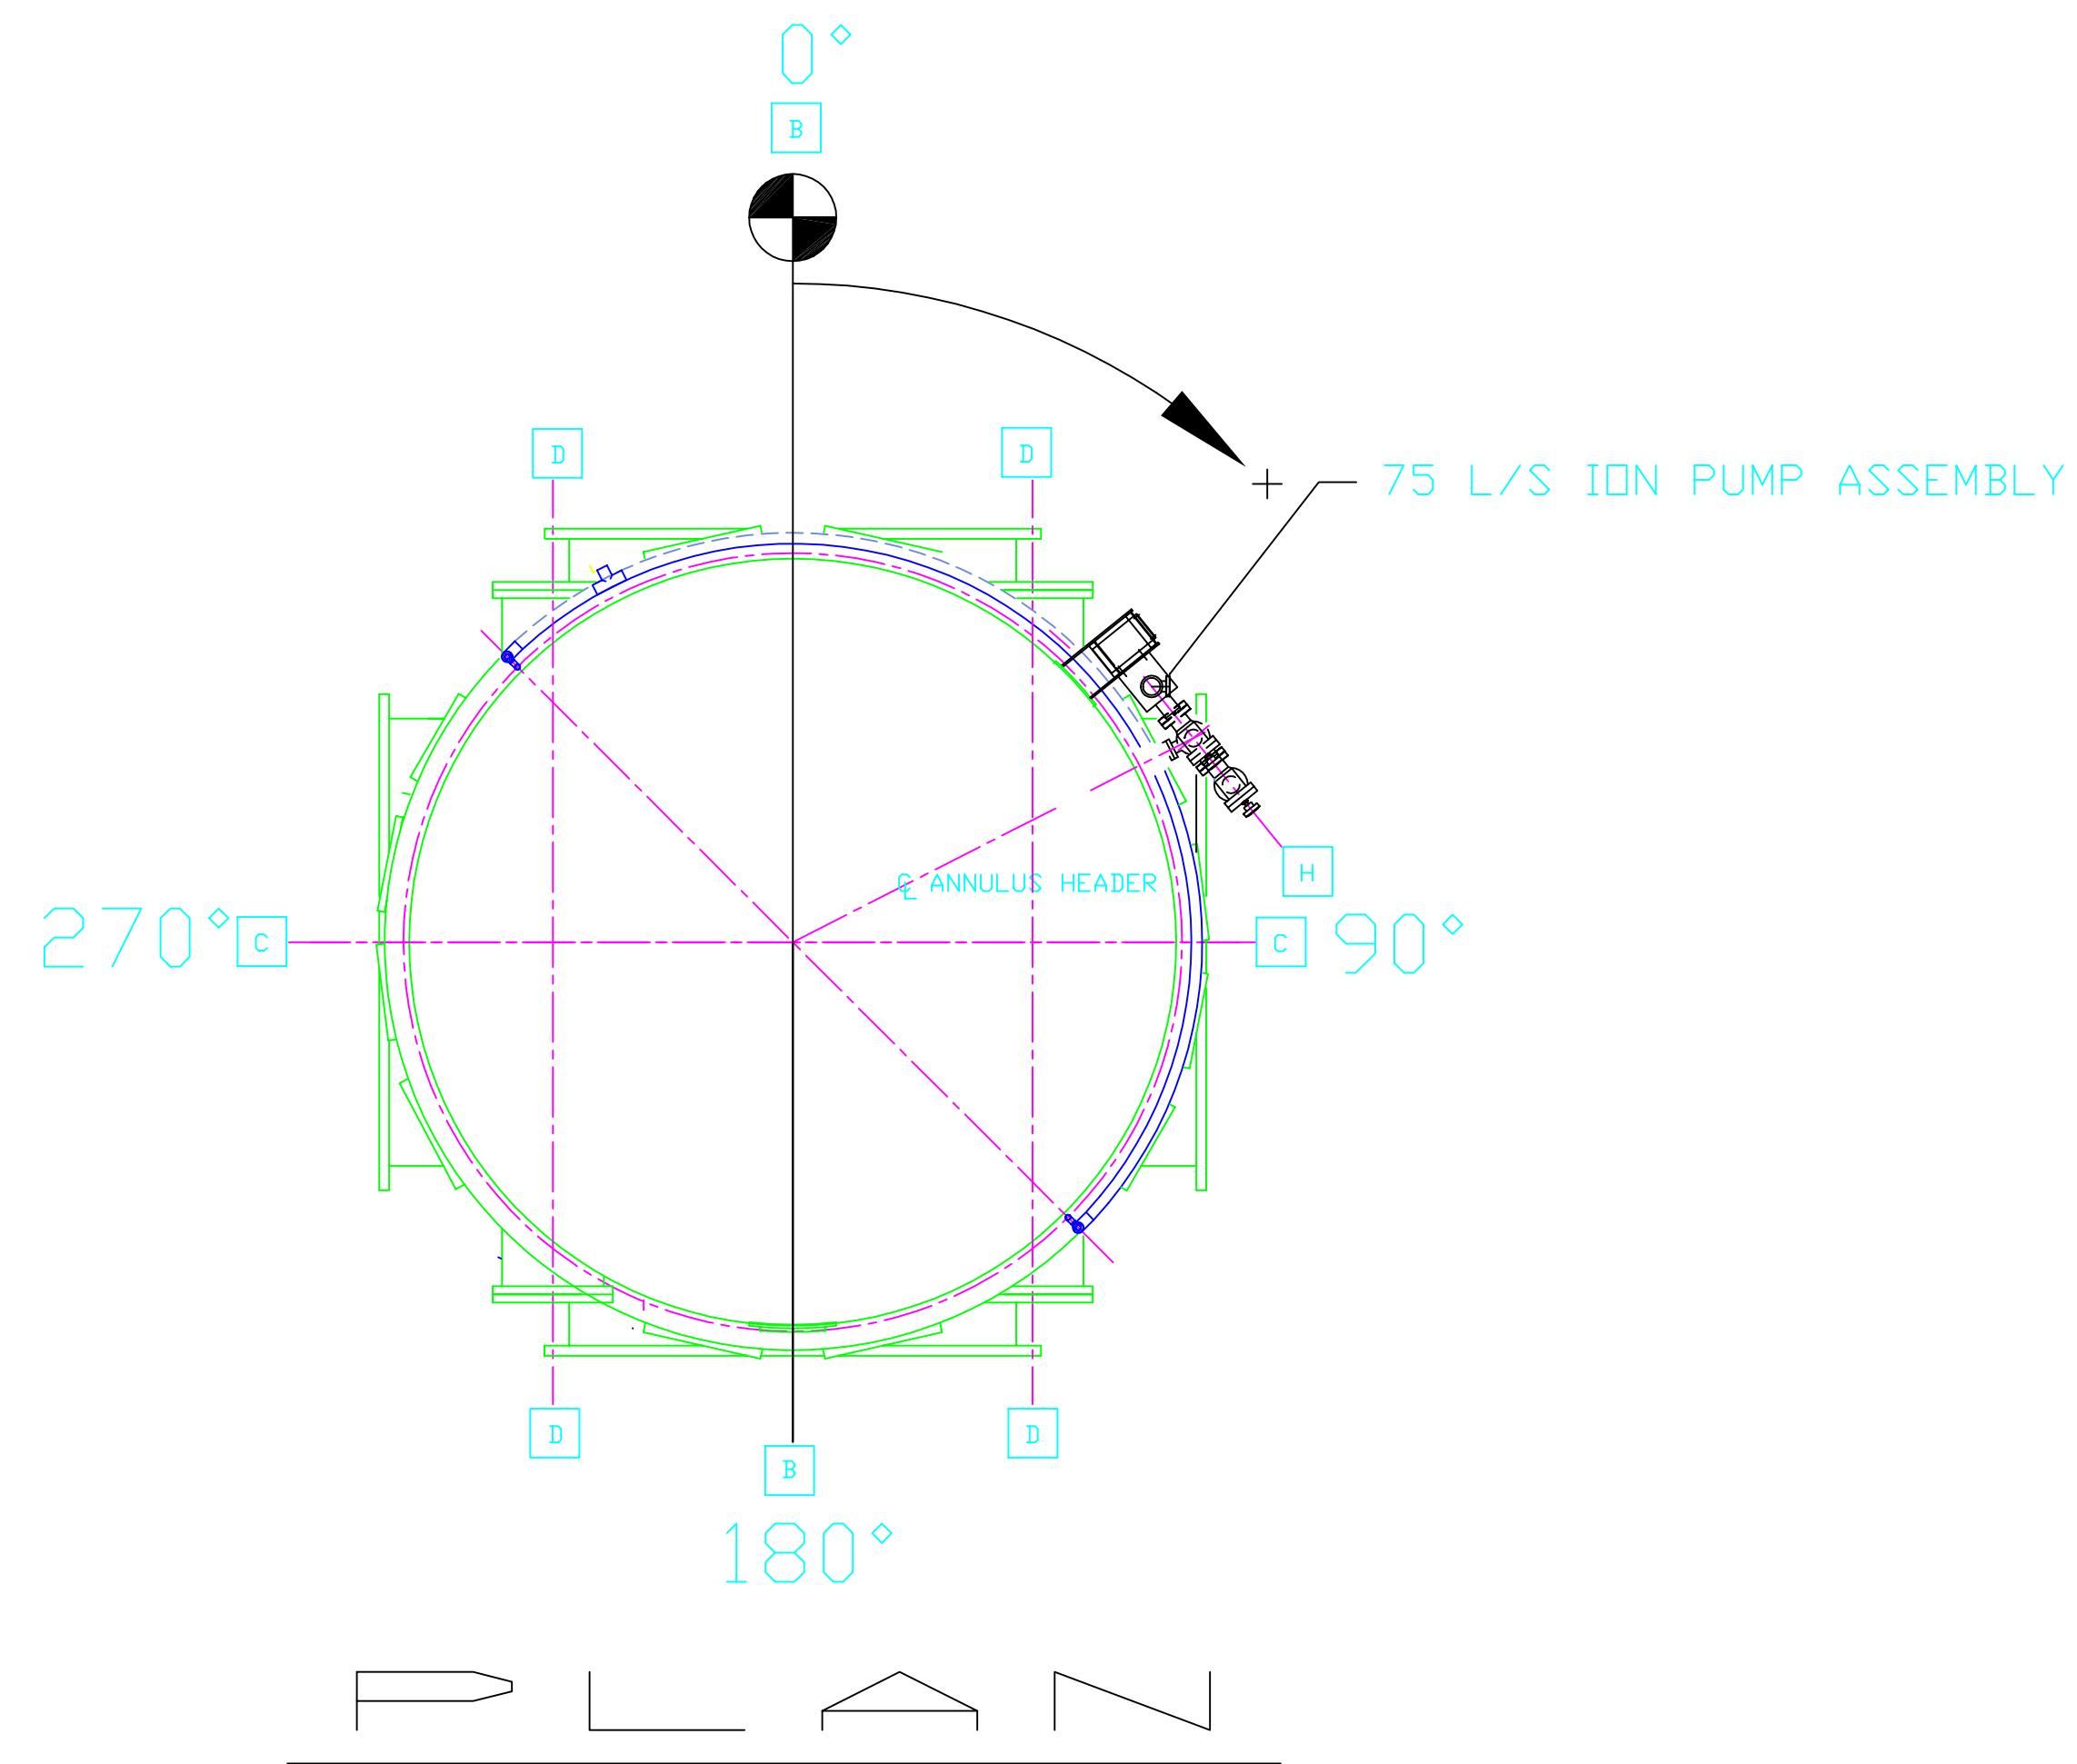 0°
B
D
D
75 L/S ION PUMP ASSEMBLY
H
℄ ANNULUS HEADER
270°
C
C
90°
D
B
D
180°
PLAN